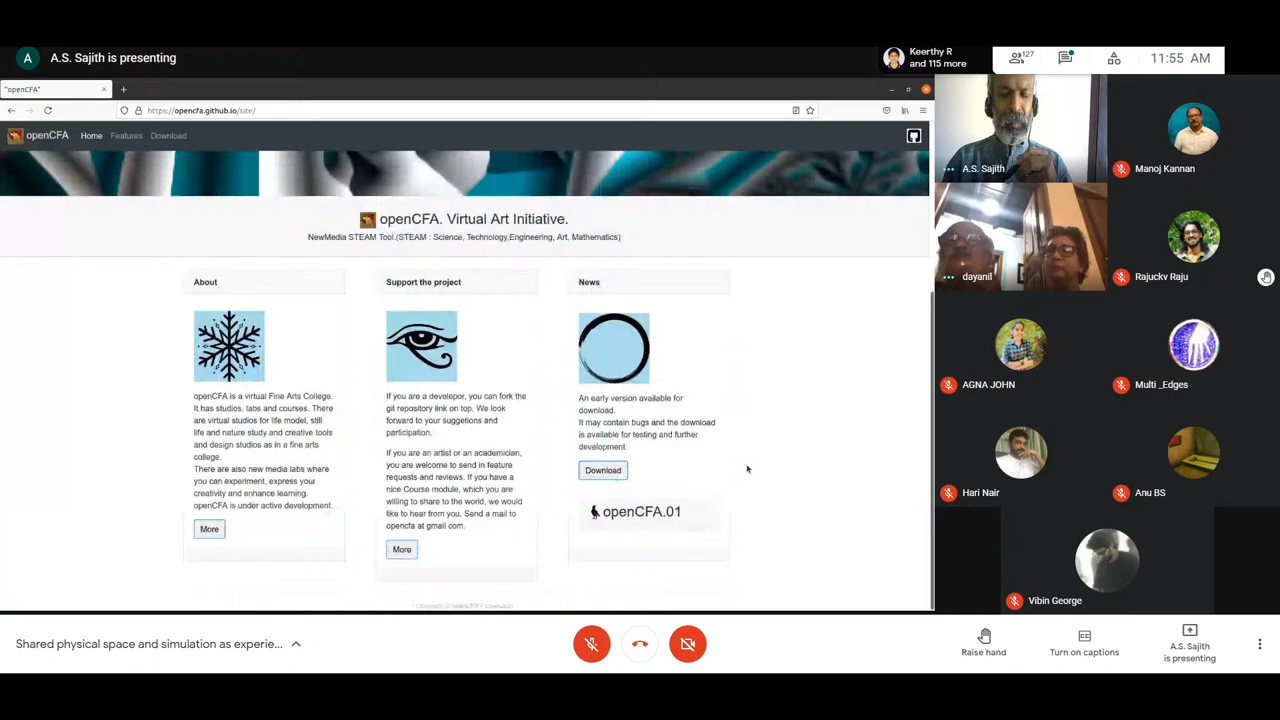 A
A.S. Sajith is presenting
Keerthy R
and 115 more
127
11:55 AM
"openCFA"
https://opencfa.github.io/site/
openCFA
Home
Features
Download
openCFA. Virtual Art Initiative.
NewMedia STEAM Tool.(STEAM : Science, Technology,Engineering, Art, Mathematics)
About
openCFA is a virtual Fine Arts College.
It has studios, labs and courses. There
are virtual studios for life model, still
life and nature study and creative tools
and design studios as in a fine arts
college.
There are also new media labs where
you can experiment, express your
creativity and enhance learning.
openCFA is under active development.
More
Support the project
If you are a developor, you can fork the
git repository link on top. We look
forward to your suggetions and
participation.
If you are an artist or an academician,
you are welcome to send in feature
requests and reviews. If you have a
nice Course module, which you are
willing to share to the world, we would
like to hear from you. Send a mail to
opencfa at gmail com.
More
News
An early version available for
download.
It may contain bugs and the download
is available for testing and further
development.
Download
openCFA.01
A.S. Sajith
Manoj Kannan
dayanil
Rajuckv Raju
AGNA JOHN
Multi _Edges
Hari Nair
Anu BS
Vibin George
Shared physical space and simulation as experie...
Raise hand
Turn on captions
A.S. Sajith
is presenting